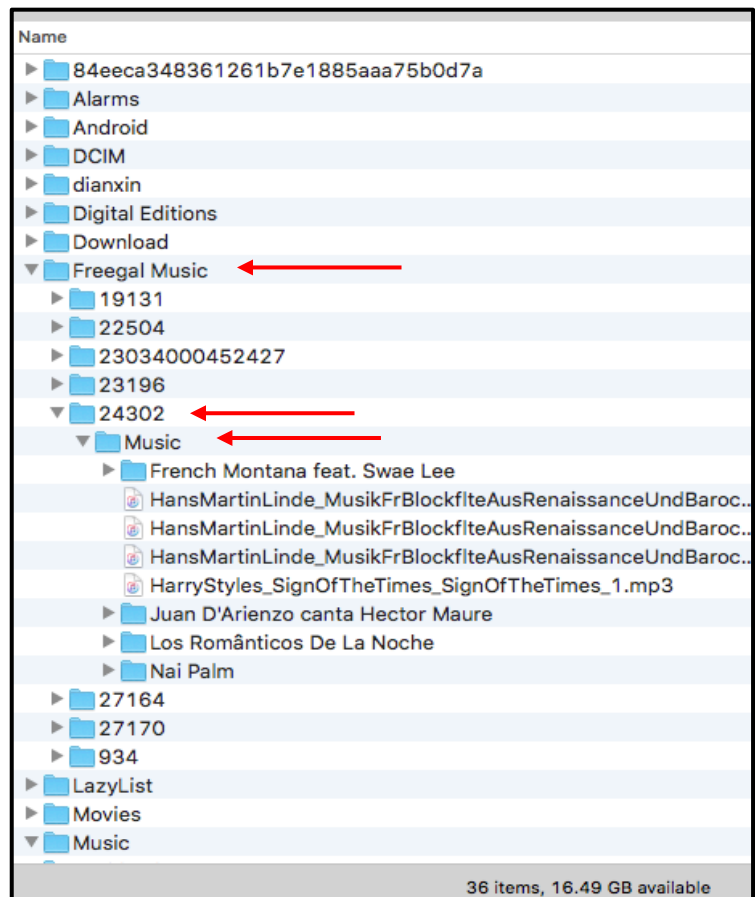 Name
84eeca348361261b7e1885aaa75b0d7a
Alarms
Android
DCIM
dianxin
Digital Editions
Download
Freegal Music
19131
22504
23034000452427
23196
24302
Music
French Montana feat. Swae Lee
HansMartinLinde_MusikFrBlockflteAusRenaissanceUndBaroc..
HansMartinLinde_MusikFrBlockflteAusRenaissanceUndBaroc..
HansMartinLinde_MusikFrBlockflteAusRenaissanceUndBaroc..
HarryStyles_SignOfTheTimes_SignOfTheTimes_1.mp3
Juan D'Arienzo canta Hector Maure
Los Românticos De La Noche
Nai Palm
27164
27170
934
LazyList
Movies
Music
36 items, 16.49 GB available